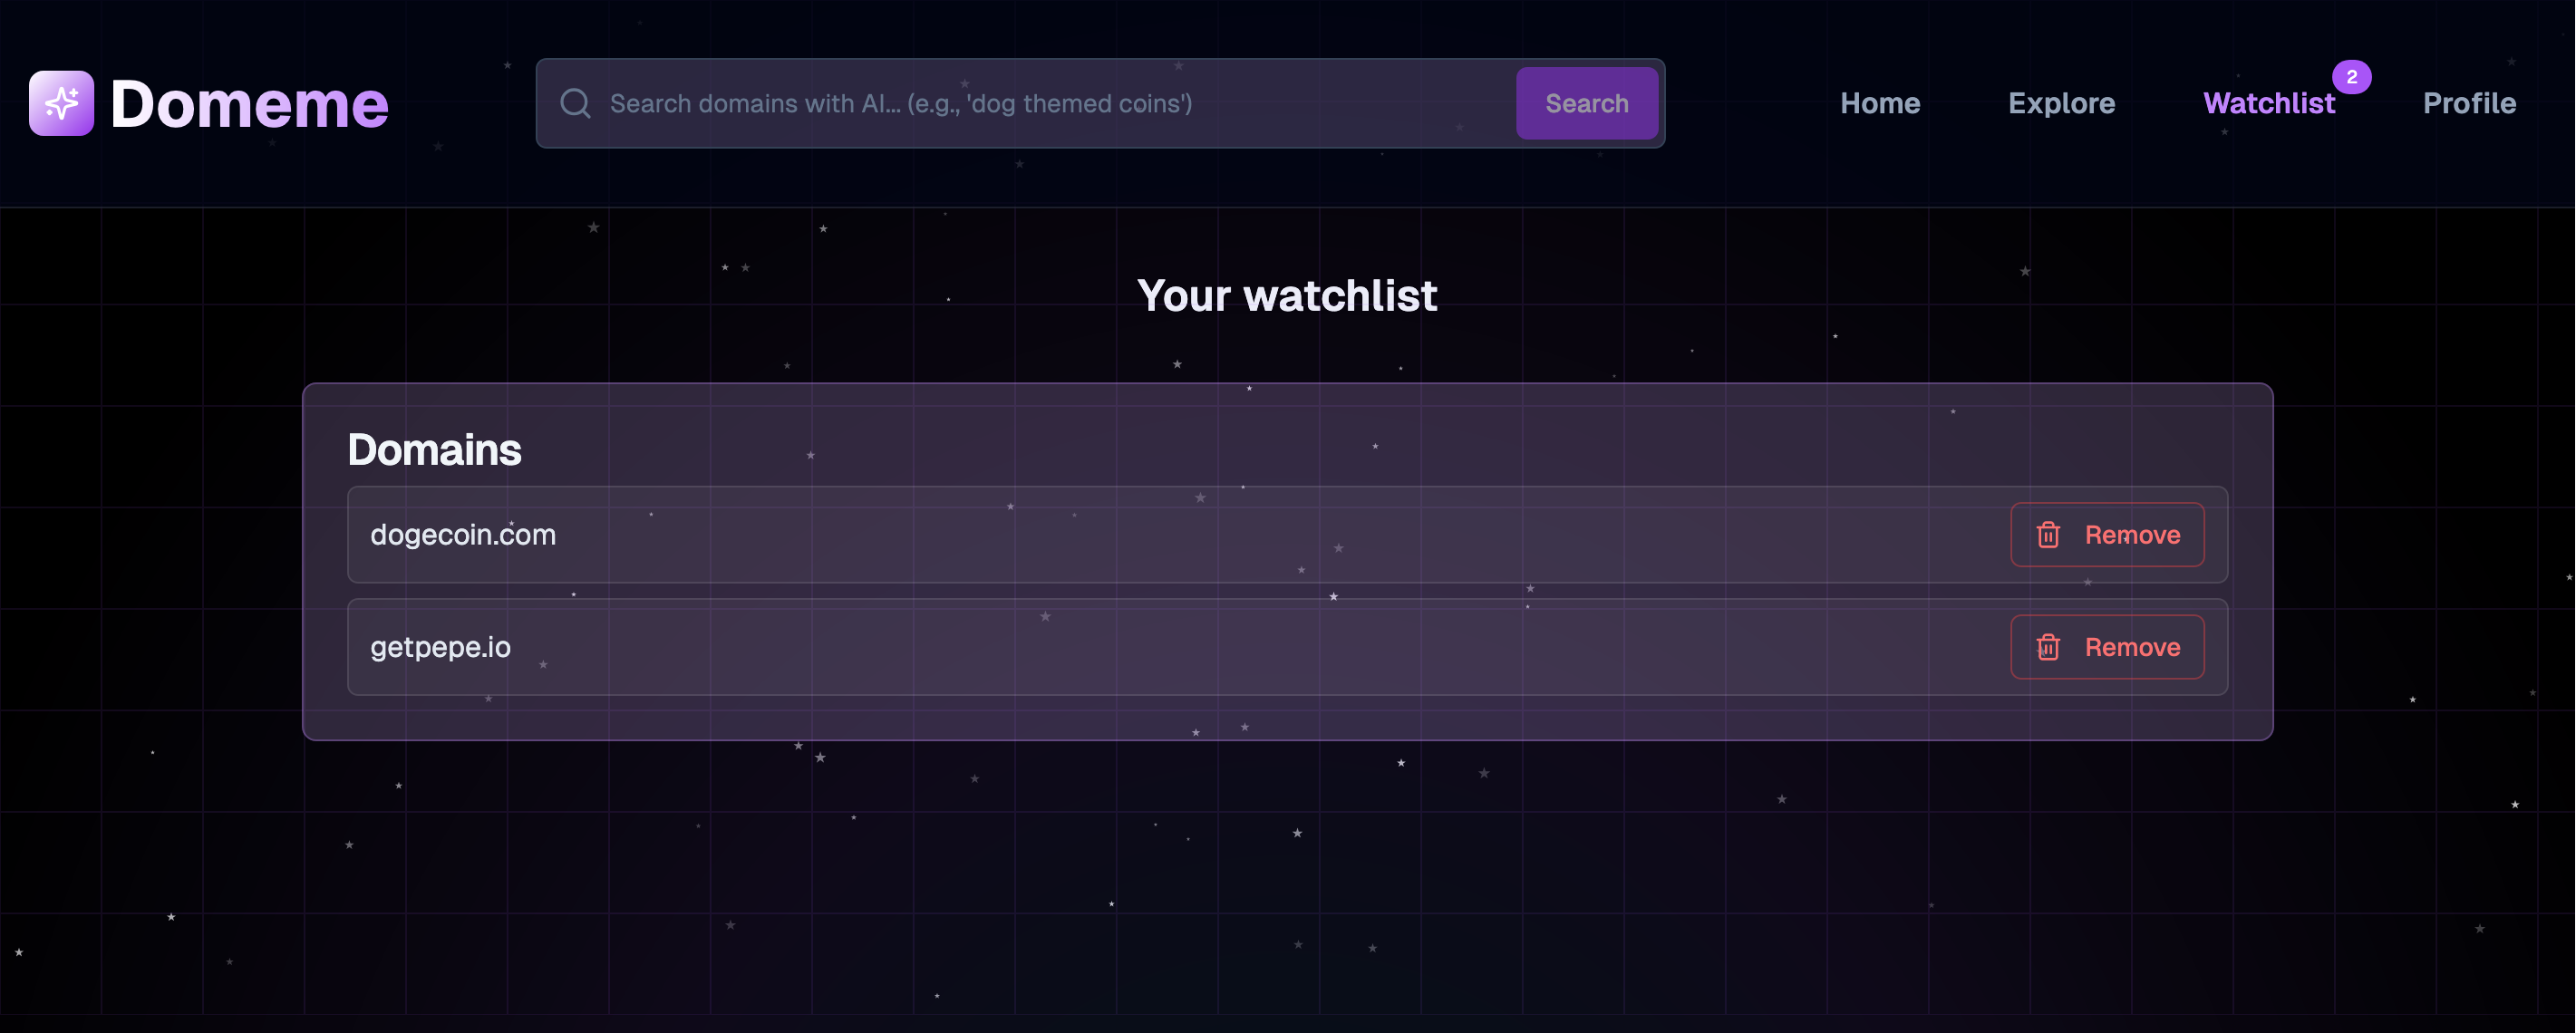 Domeme
Search domains with AI... (e.g., 'dog themed coins')
Search
Home
Explore
Watchlist
2
Profile
Your watchlist
Domains
dogecoin.com
Remove
getpepe.io
Remove